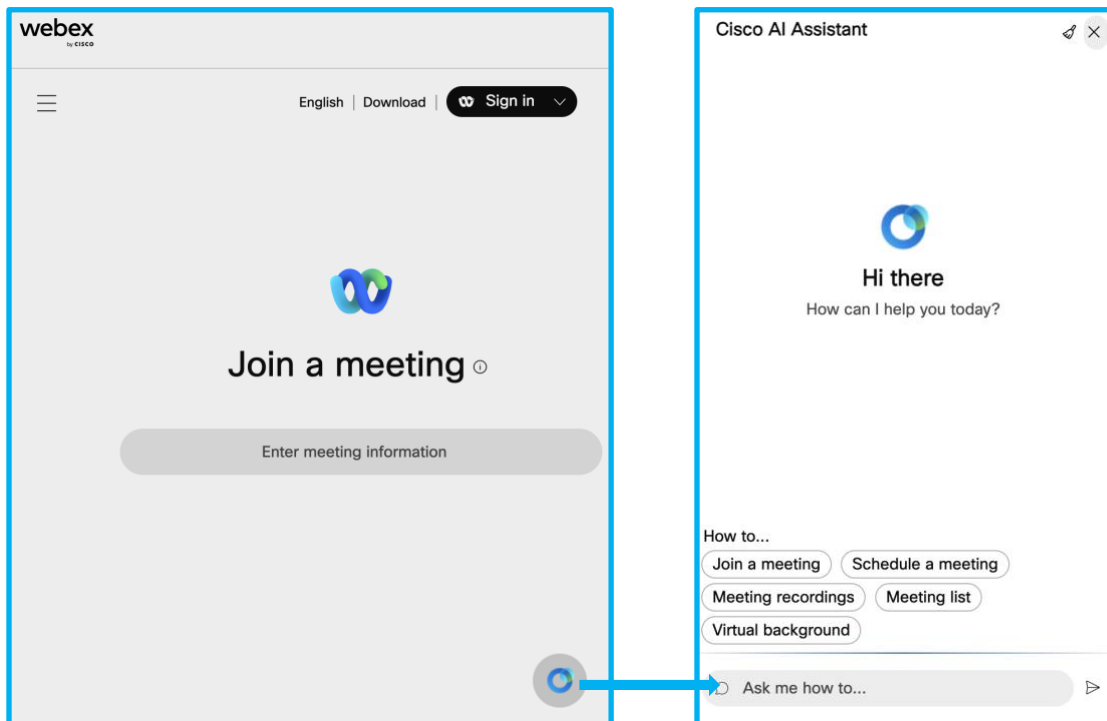 webex
by CISCO
English | Download | Sign in
Join a meeting
Enter meeting information
Cisco AI Assistant
Hi there
How can I help you today?
How to...
Join a meeting
Schedule a meeting
Meeting recordings
Meeting list
Virtual background
Ask me how to...